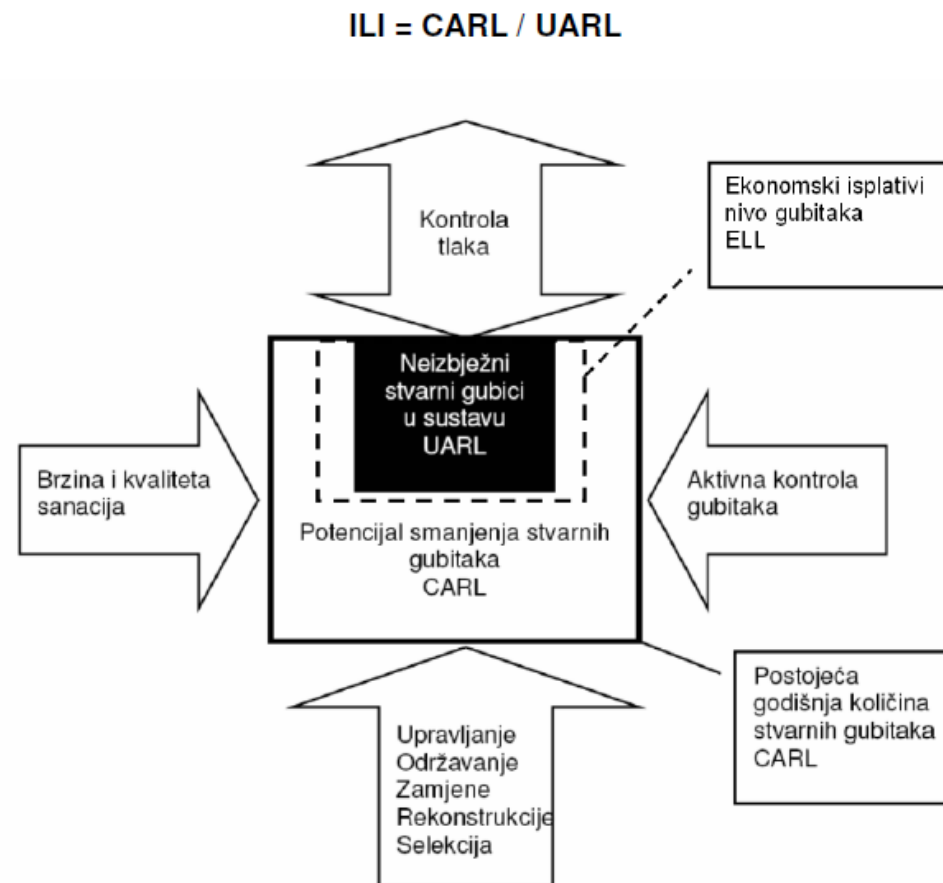 ILI = CARL / UARL
Kontrola
tlaka
Ekonomski isplativi
nivo gubitaka
ELL
Neizbježni
stvarni gubici
u sustavu
UARL
Brzina i kvaliteta
sanacija
Aktivna kontrola
gubitaka
Potencijal smanjenja stvarnih
gubitaka
CARL
Postojeća
godišnja količina
stvarnih gubitaka
CARL
Upravljanje
Održavanje
Zamjene
Rekonstrukcije
Selekcija